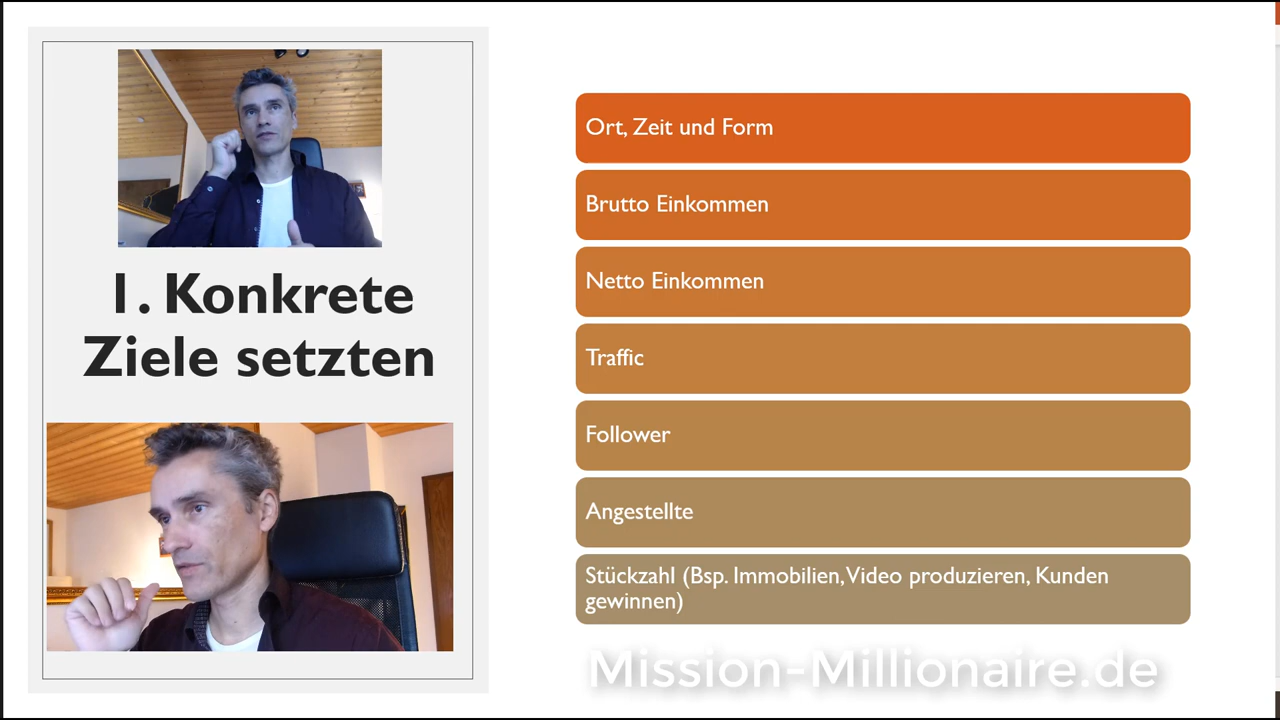 1. Konkrete
Ziele setzten
Ort, Zeit und Form
Brutto Einkommen
Netto Einkommen
Traffic
Follower
Angestellte
Stückzahl (Bsp. Immobilien,Video produzieren, Kunden
gewinnen)
Mission-Millionaire.de